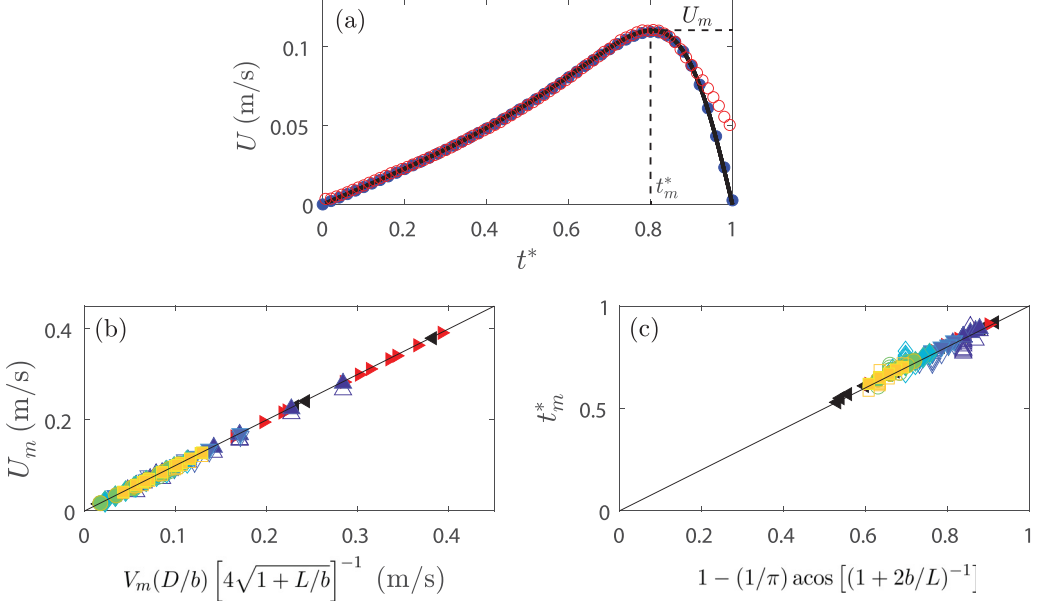 (a)
U_m
0.1
0.05
0
U (m/s)
t*_m
0 0.2 0.4 0.6 0.8 1
t*
(b)
0.4
0.2
0
U_m (m/s)
0 0.1 0.2 0.3 0.4
V_m(D/b) [4√(1 + L/b)]^{-1} (m/s)
(c)
1
0.5
0
t*_m
0 0.2 0.4 0.6 0.8 1
1 − (1/π) acos [(1 + 2b/L)^{-1}]